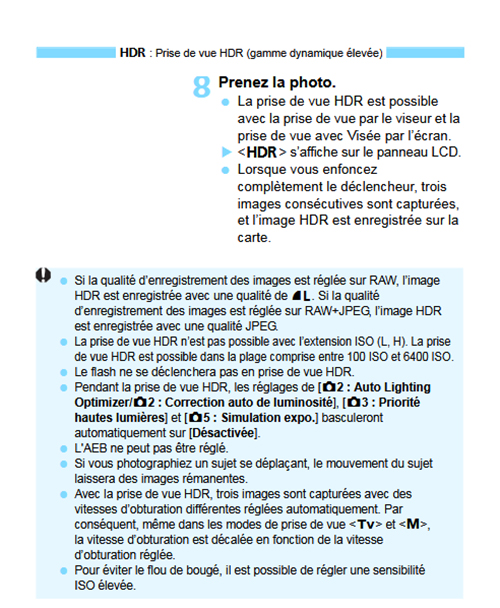 HDR : Prise de vue HDR (gamme dynamique élevée)
8 Prenez la photo.
● La prise de vue HDR est possible
avec la prise de vue par le viseur et la
prise de vue avec Visée par l'écran.
▶ <HDR> s'affiche sur le panneau LCD.
● Lorsque vous enfoncez
complètement le déclencheur, trois
images consécutives sont capturées,
et l'image HDR est enregistrée sur la
carte.
● Si la qualité d'enregistrement des images est réglée sur RAW, l'image
HDR est enregistrée avec une qualité de L. Si la qualité
d'enregistrement des images est réglée sur RAW+JPEG, l'image HDR
est enregistrée avec une qualité JPEG.
● La prise de vue HDR n'est pas possible avec l'extension ISO (L, H). La prise
de vue HDR est possible dans la plage comprise entre 100 ISO et 6400 ISO.
● Le flash ne se déclenchera pas en prise de vue HDR.
● Pendant la prise de vue HDR, les réglages de [2 : Auto Lighting
Optimizer/2 : Correction auto de luminosité], [3 : Priorité
hautes lumières] et [5 : Simulation expo.] basculeront
automatiquement sur [Désactivée].
● L'AEB ne peut pas être réglé.
● Si vous photographiez un sujet se déplaçant, le mouvement du sujet
laissera des images rémanentes.
● Avec la prise de vue HDR, trois images sont capturées avec des
vitesses d'obturation différentes réglées automatiquement. Par
conséquent, même dans les modes de prise de vue <Tv> et <M>,
la vitesse d'obturation est décalée en fonction de la vitesse
d'obturation réglée.
● Pour éviter le flou de bougé, il est possible de régler une sensibilité
ISO élevée.